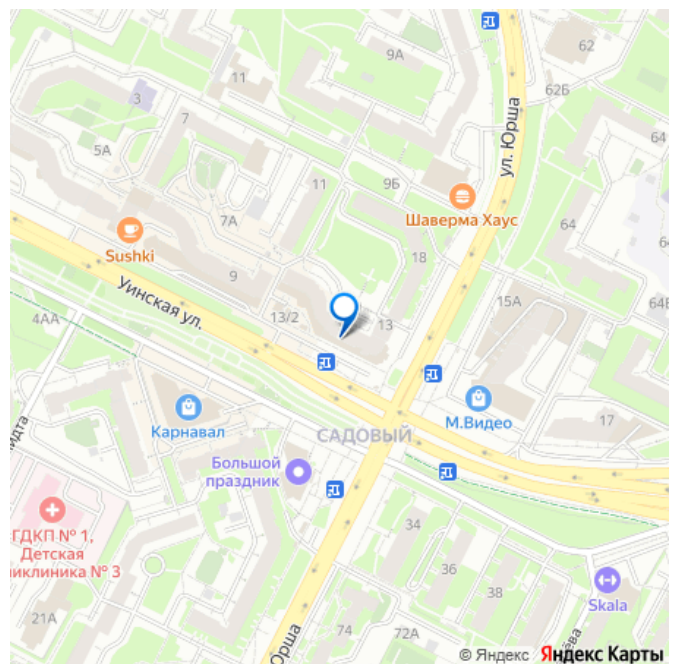 9А
62
11
3
62Б
7
ул. Юрша
64
5А
11
9Б
Шаверма Хаус
7А
64
Sushki
18
9
15А
64Б
Уинская ул.
13/2
13
4АА
М.Видео
Карнавал
17
САДОВЫЙ
Большой
праздник
ГДКП № 1,
Детская
иклиника № 3
34
36
38
Skala
21А
74
72А
Юрша
© Яндекс Яндекс Карты